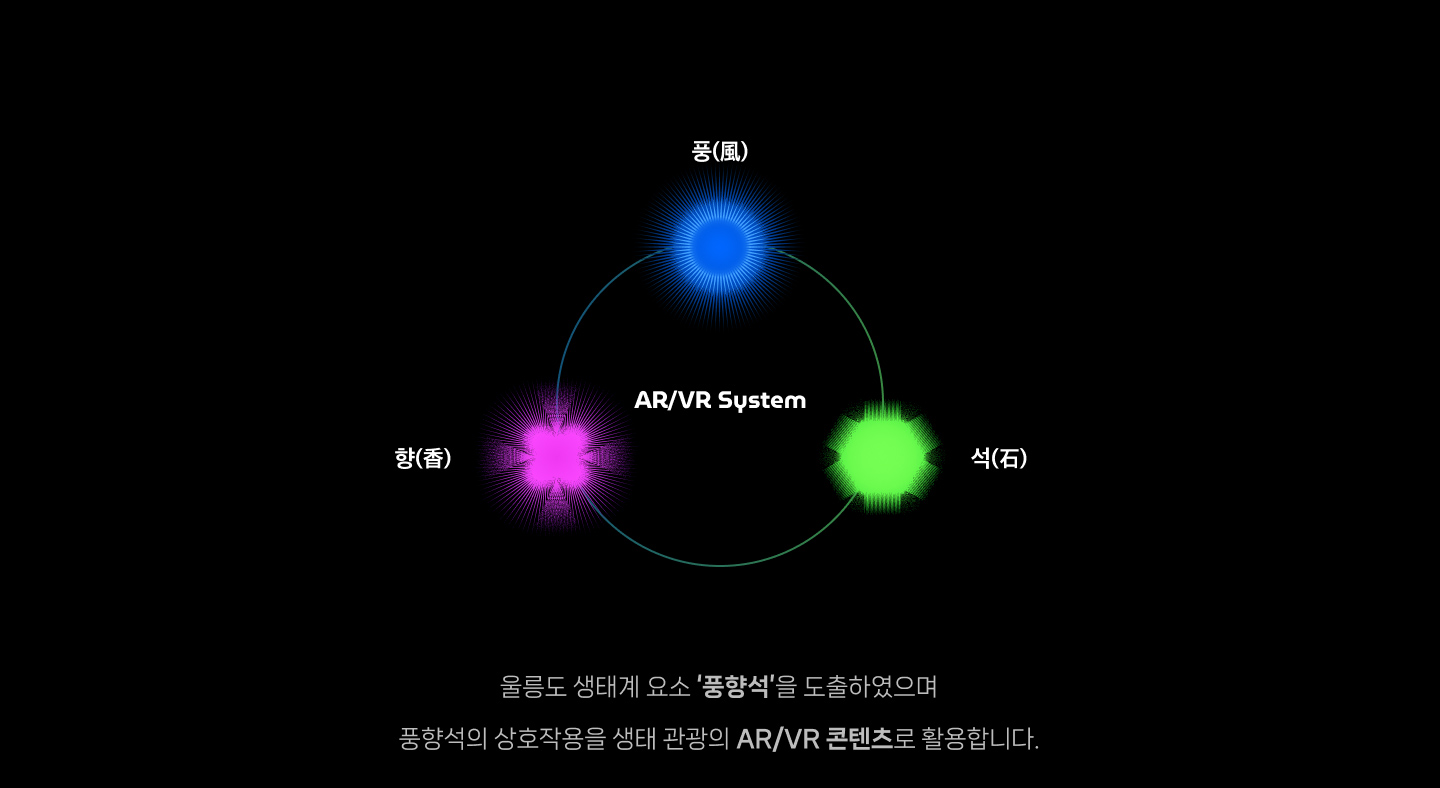 풍(風)
AR/VR System
향(香)
석(石)
울릉도 생태계 요소 '풍향석'을 도출하였으며
풍향석의 상호작용을 생태 관광의 AR/VR 콘텐츠로 활용합니다.